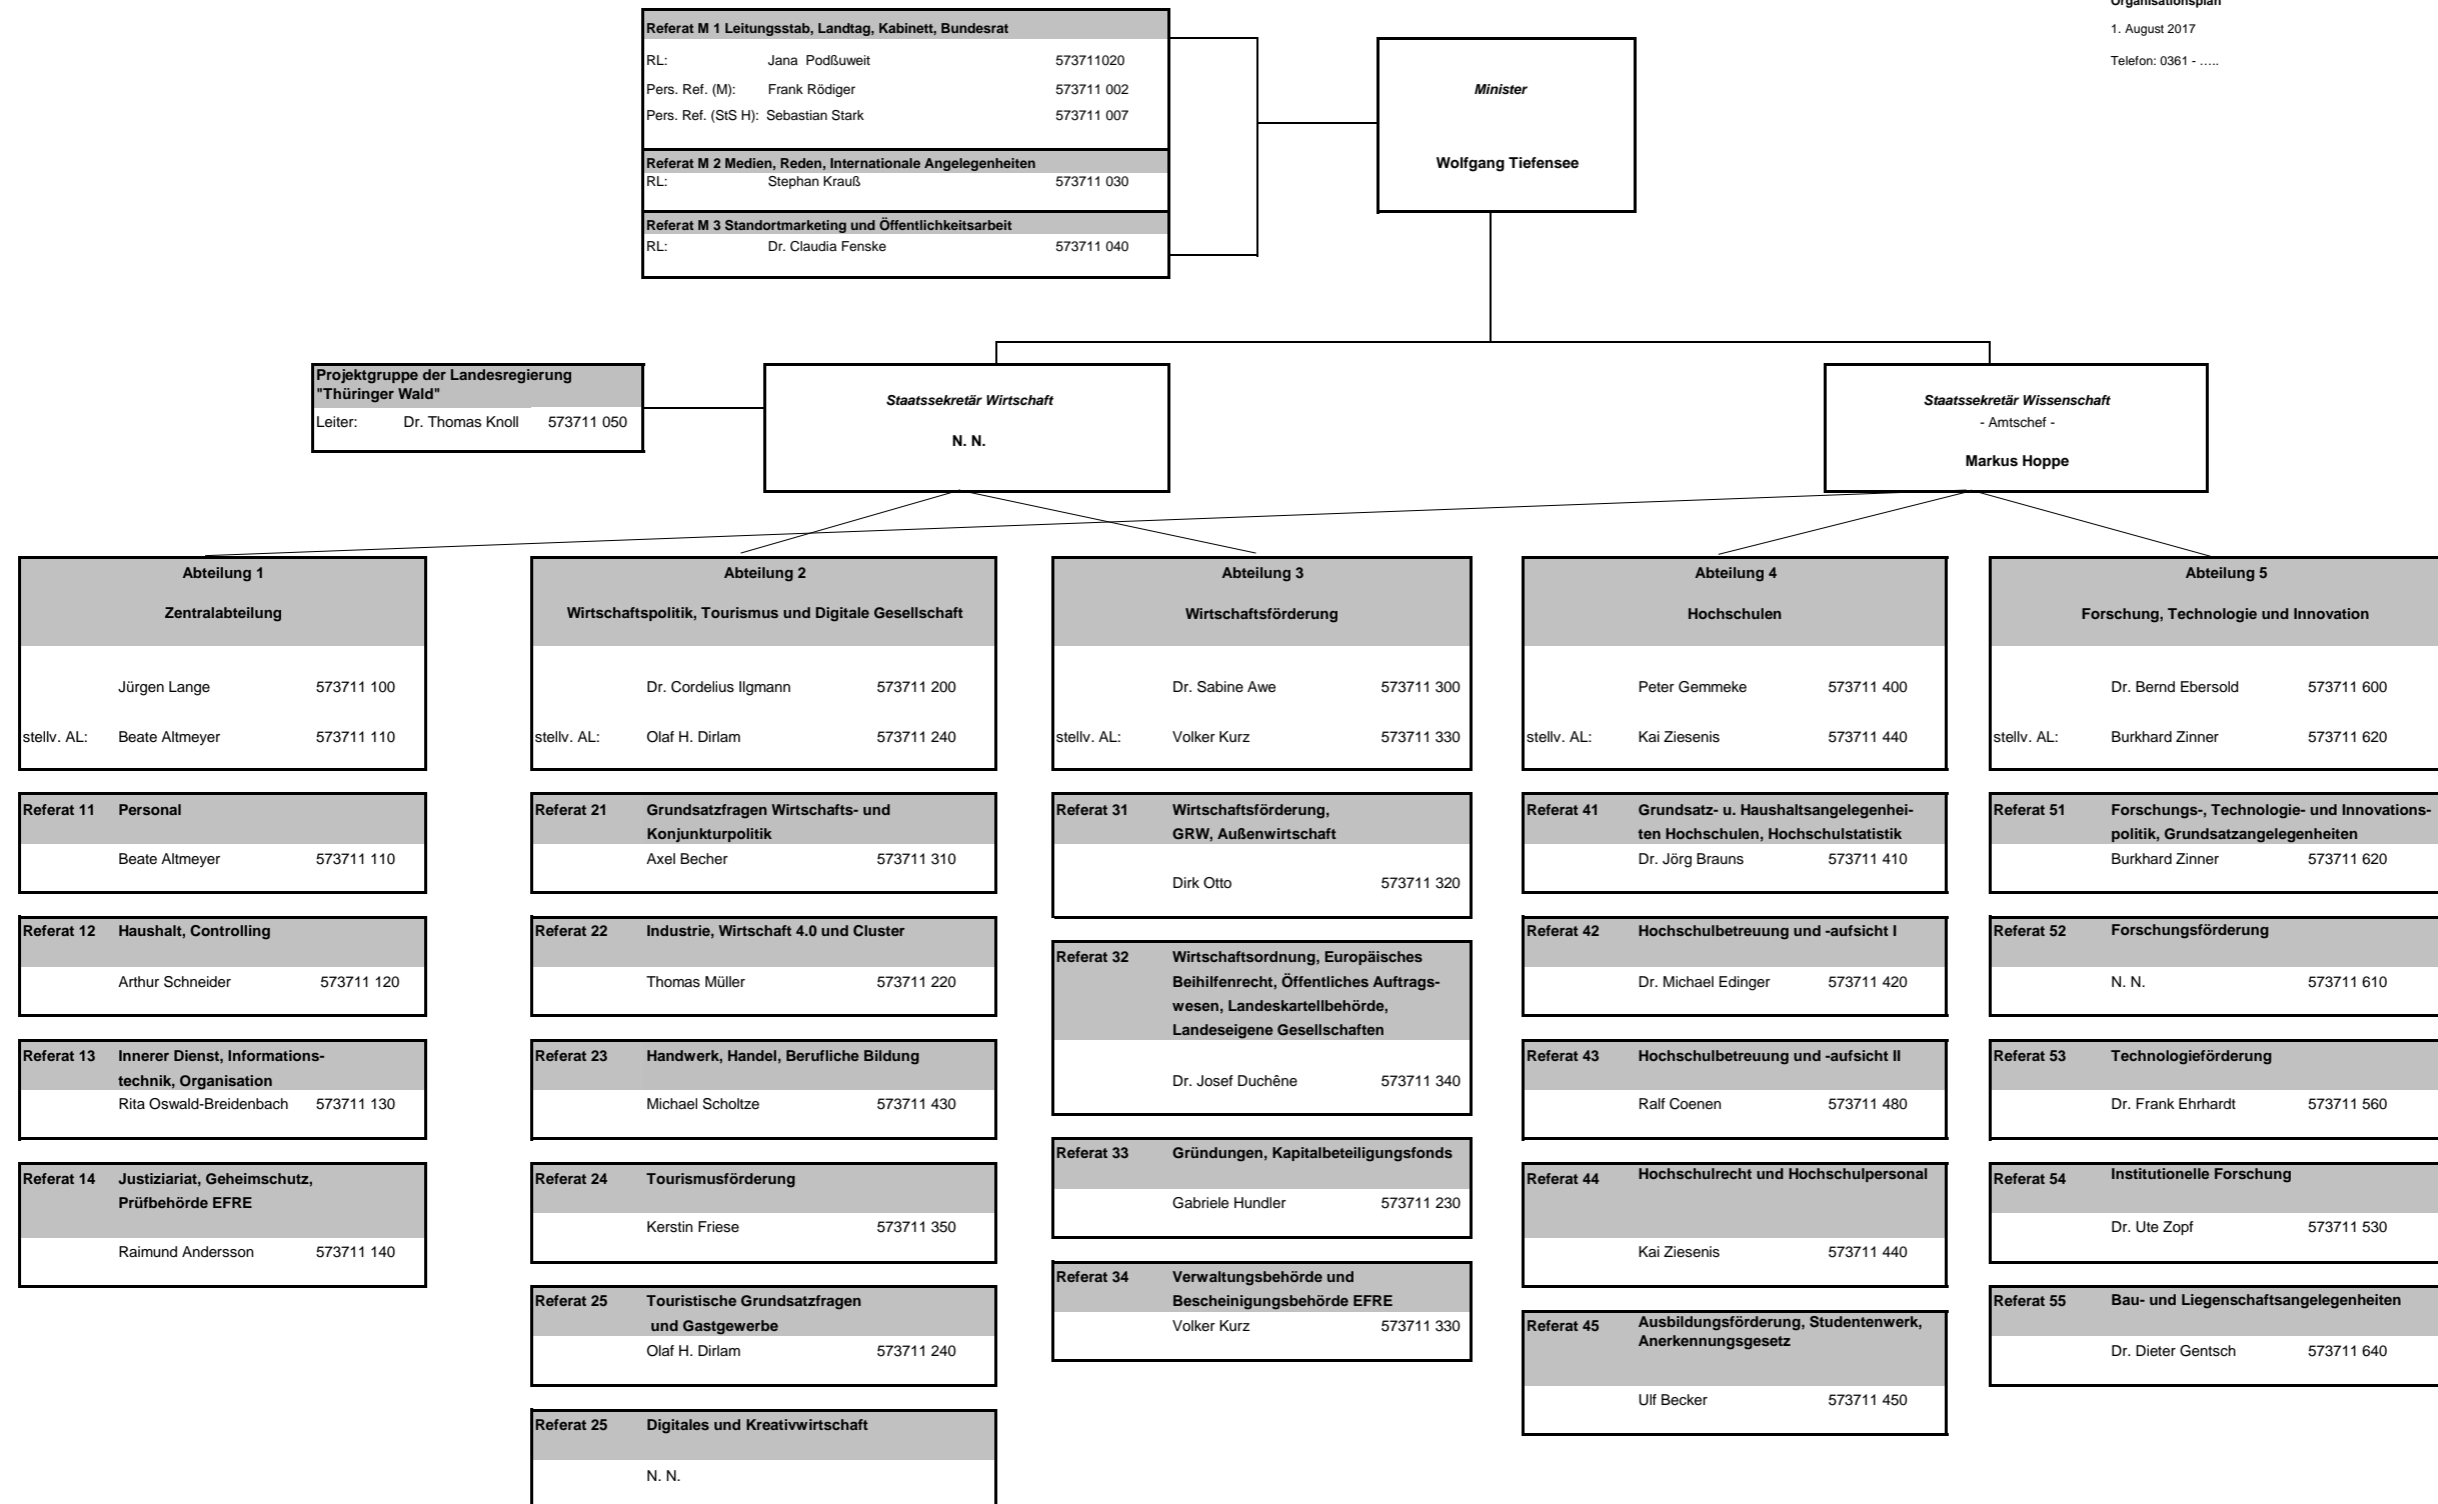 Organisationsplan
1. August 2017
Telefon: 0361 - .....
Referat M 1 Leitungsstab, Landtag, Kabinett, Bundesrat
RL: Jana Podßuweit 573711020
Pers. Ref. (M): Frank Rödiger 573711 002
Pers. Ref. (StS H): Sebastian Stark 573711 007
Referat M 2 Medien, Reden, Internationale Angelegenheiten
RL: Stephan Krauß 573711 030
Referat M 3 Standortmarketing und Öffentlichkeitsarbeit
RL: Dr. Claudia Fenske 573711 040
Minister
Wolfgang Tiefensee
Projektgruppe der Landesregierung
"Thüringer Wald"
Leiter: Dr. Thomas Knoll 573711 050
Staatssekretär Wirtschaft
N. N.
Staatssekretär Wissenschaft
- Amtschef -
Markus Hoppe
Abteilung 1
Zentralabteilung
Jürgen Lange 573711 100
stellv. AL: Beate Altmeyer 573711 110
Referat 11 Personal
Beate Altmeyer 573711 110
Referat 12 Haushalt, Controlling
Arthur Schneider 573711 120
Referat 13 Innerer Dienst, Informations-
technik, Organisation
Rita Oswald-Breidenbach 573711 130
Referat 14 Justiziariat, Geheimschutz,
Prüfbehörde EFRE
Raimund Andersson 573711 140
Abteilung 2
Wirtschaftspolitik, Tourismus und Digitale Gesellschaft
Dr. Cordelius Ilgmann 573711 200
stellv. AL: Olaf H. Dirlam 573711 240
Referat 21 Grundsatzfragen Wirtschafts- und
Konjunkturpolitik
Axel Becher 573711 310
Referat 22 Industrie, Wirtschaft 4.0 und Cluster
Thomas Müller 573711 220
Referat 23 Handwerk, Handel, Berufliche Bildung
Michael Scholtze 573711 430
Referat 24 Tourismusförderung
Kerstin Friese 573711 350
Referat 25 Touristische Grundsatzfragen
und Gastgewerbe
Olaf H. Dirlam 573711 240
Referat 25 Digitales und Kreativwirtschaft
N. N.
Abteilung 3
Wirtschaftsförderung
Dr. Sabine Awe 573711 300
stellv. AL: Volker Kurz 573711 330
Referat 31 Wirtschaftsförderung,
GRW, Außenwirtschaft
Dirk Otto 573711 320
Referat 32 Wirtschaftsordnung, Europäisches
Beihilfenrecht, Öffentliches Auftrags-
wesen, Landeskartellbehörde,
Landeseigene Gesellschaften
Dr. Josef Duchêne 573711 340
Referat 33 Gründungen, Kapitalbeteiligungsfonds
Gabriele Hundler 573711 230
Referat 34 Verwaltungsbehörde und
Bescheinigungsbehörde EFRE
Volker Kurz 573711 330
Abteilung 4
Hochschulen
Peter Gemmeke 573711 400
stellv. AL: Kai Ziesenis 573711 440
Referat 41 Grundsatz- u. Haushaltsangelegenhei-
ten Hochschulen, Hochschulstatistik
Dr. Jörg Brauns 573711 410
Referat 42 Hochschulbetreuung und -aufsicht I
Dr. Michael Edinger 573711 420
Referat 43 Hochschulbetreuung und -aufsicht II
Ralf Coenen 573711 480
Referat 44 Hochschulrecht und Hochschulpersonal
Kai Ziesenis 573711 440
Referat 45 Ausbildungsförderung, Studentenwerk,
Anerkennungsgesetz
Ulf Becker 573711 450
Abteilung 5
Forschung, Technologie und Innovation
Dr. Bernd Ebersold 573711 600
stellv. AL: Burkhard Zinner 573711 620
Referat 51 Forschungs-, Technologie- und Innovations-
politik, Grundsatzangelegenheiten
Burkhard Zinner 573711 620
Referat 52 Forschungsförderung
N. N. 573711 610
Referat 53 Technologieförderung
Dr. Frank Ehrhardt 573711 560
Referat 54 Institutionelle Forschung
Dr. Ute Zopf 573711 530
Referat 55 Bau- und Liegenschaftsangelegenheiten
Dr. Dieter Gentsch 573711 640